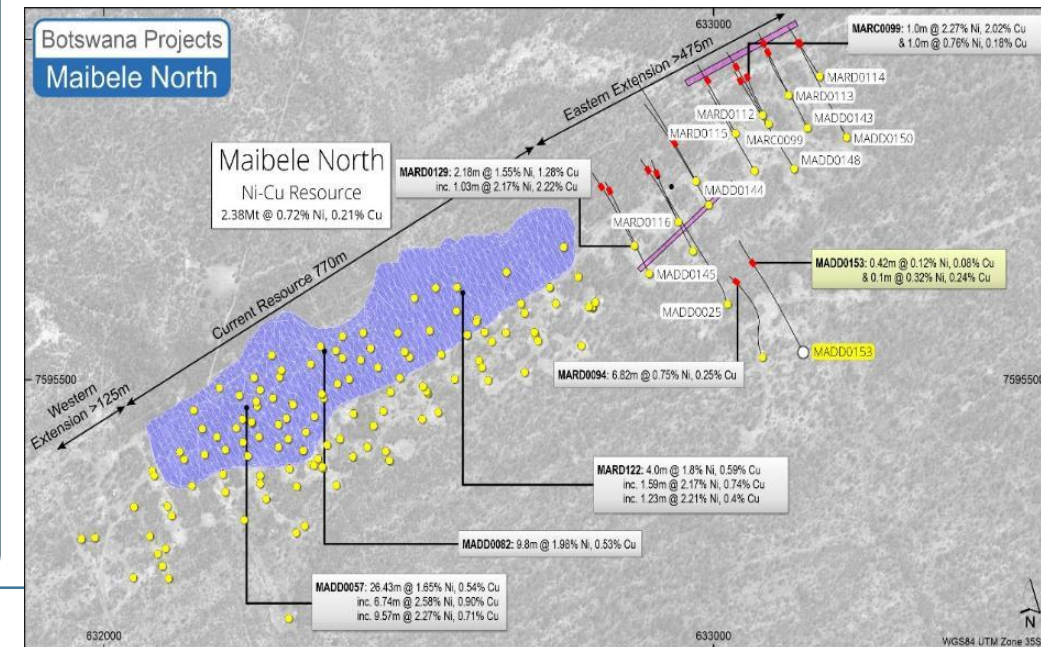 Botswana Projects
Maibele North
633000
MARC0099: 1.0m @ 2.27% Ni, 2.02% Cu
& 1.0m @ 0.76% Ni, 0.18% Cu
Eastern Extension >475m
MARD0114
MARD0113
MARD0112
MADD0143
MARD0115
MARC0099
MADD0150
MADD0148
Maibele North
Ni-Cu Resource
2.38Mt @ 0.72% Ni, 0.21% Cu
MARD0129: 2.18m @ 1.55% Ni, 1.28% Cu
inc. 1.03m @ 2.17% Ni, 2.22% Cu
MADD0144
MARD0116
MADD0145
MADD0025
MADD0153: 0.42m @ 0.12% Ni, 0.08% Cu
& 0.1m @ 0.32% Ni, 0.24% Cu
MADD0153
Current Resource 770m
MARD0094: 6.82m @ 0.75% Ni, 0.25% Cu
7595500
7595500
Western
Extension >125m
MARD122: 4.0m @ 1.8% Ni, 0.59% Cu
inc. 1.59m @ 2.17% Ni, 0.74% Cu
inc. 1.23m @ 2.21% Ni, 0.4% Cu
MADD0082: 9.8m @ 1.98% Ni, 0.53% Cu
MADD0057: 26.43m @ 1.65% Ni, 0.54% Cu
inc. 6.74m @ 2.58% Ni, 0.90% Cu
inc. 9.57m @ 2.27% Ni, 0.71% Cu
632000
633000
N
WGS84 UTM Zone 35S